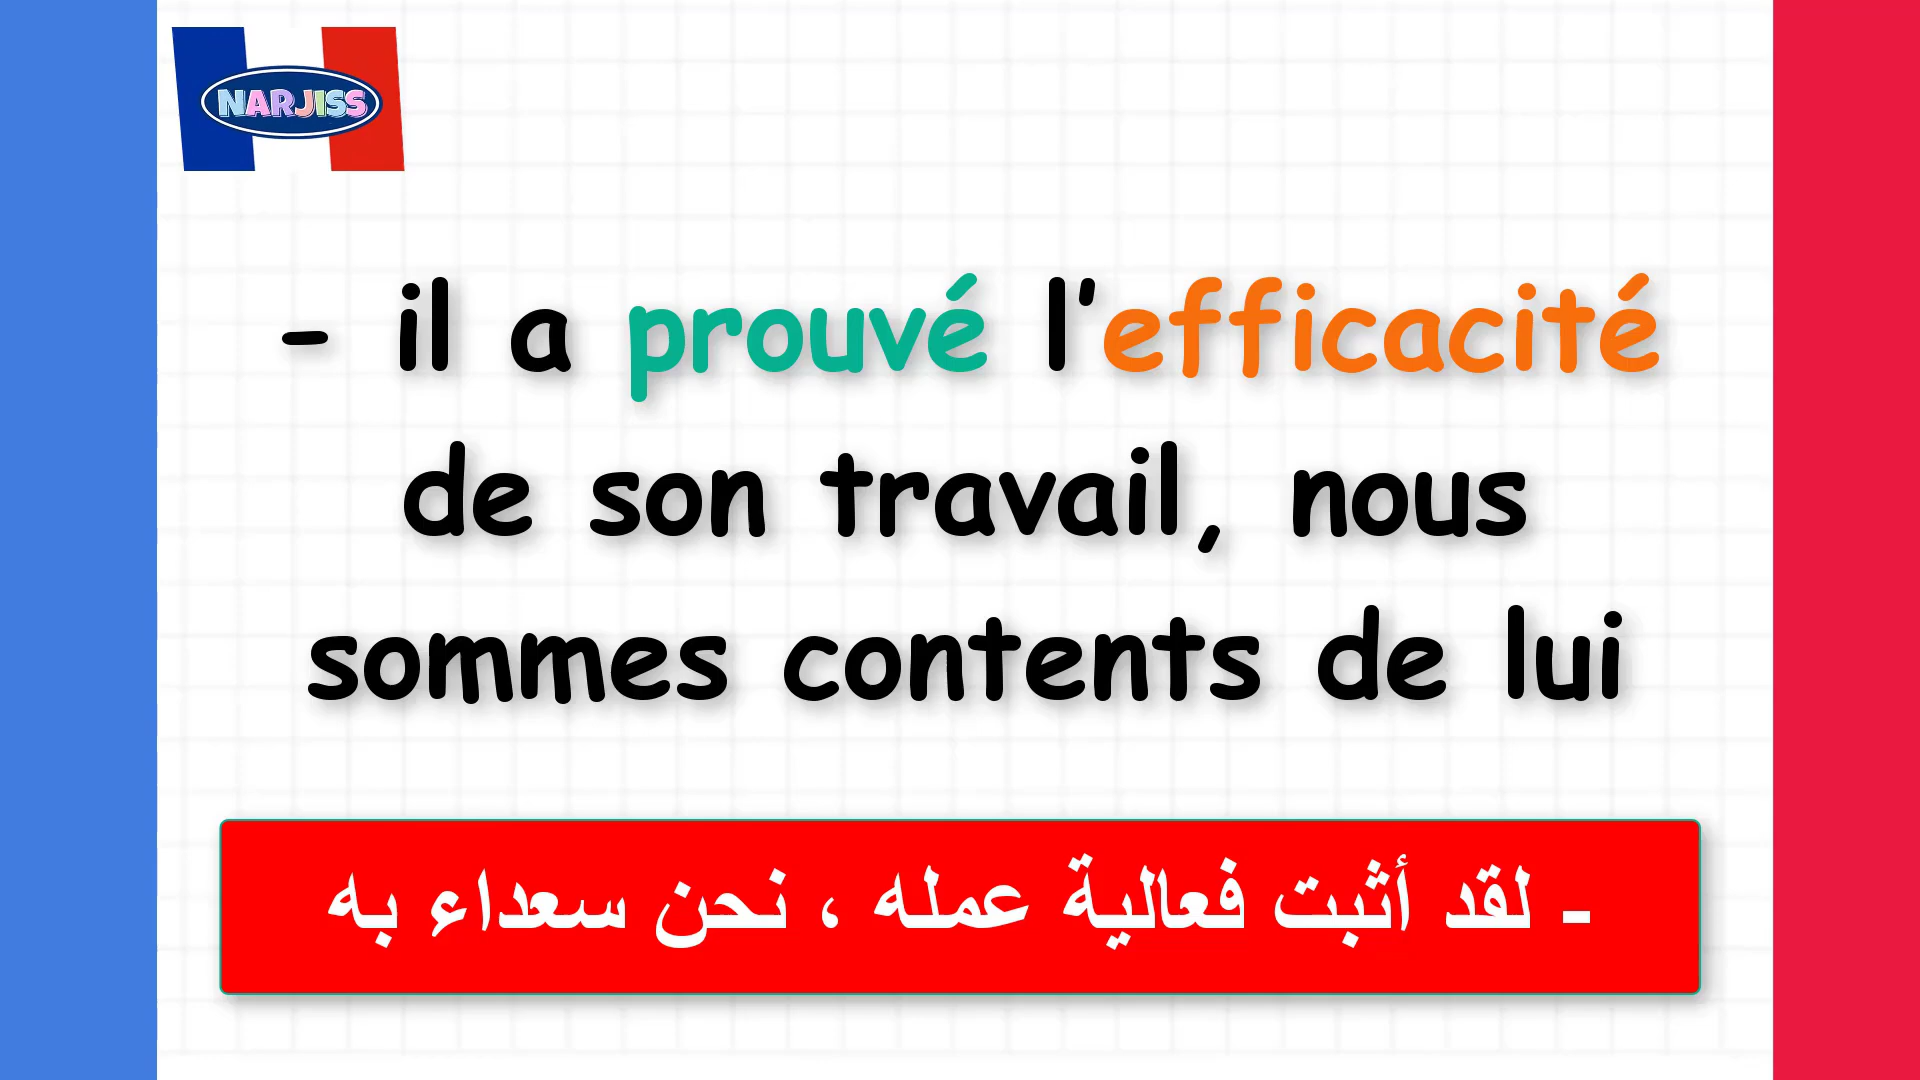 NARJISS
- il a prouvé l’efficacité
de son travail, nous
sommes contents de lui
- لقد أثبت فعالية عمله ، نحن سعداء به